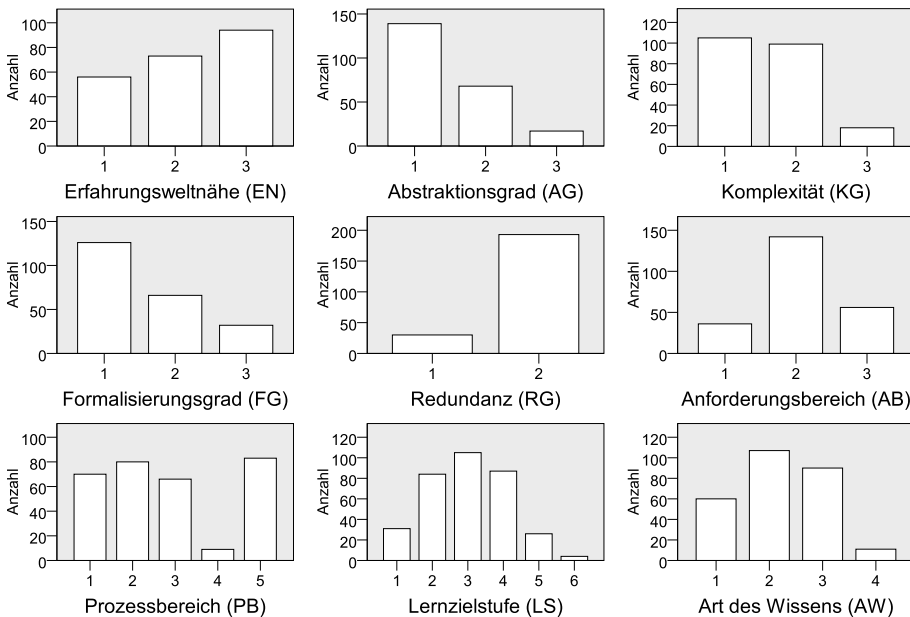 Anzahl
100
80
60
40
20
0
1 2 3
Erfahrungsweltnähe (EN)
Anzahl
150
100
50
0
1 2 3
Abstraktionsgrad (AG)
Anzahl
120
100
80
60
40
20
0
1 2 3
Komplexität (KG)
Anzahl
150
100
50
0
1 2 3
Formalisierungsgrad (FG)
Anzahl
200
150
100
50
0
1 2
Redundanz (RG)
Anzahl
150
100
50
0
1 2 3
Anforderungsbereich (AB)
Anzahl
100
80
60
40
20
0
1 2 3 4 5
Prozessbereich (PB)
Anzahl
120
100
80
60
40
20
0
1 2 3 4 5 6
Lernzielstufe (LS)
Anzahl
120
100
80
60
40
20
0
1 2 3 4
Art des Wissens (AW)